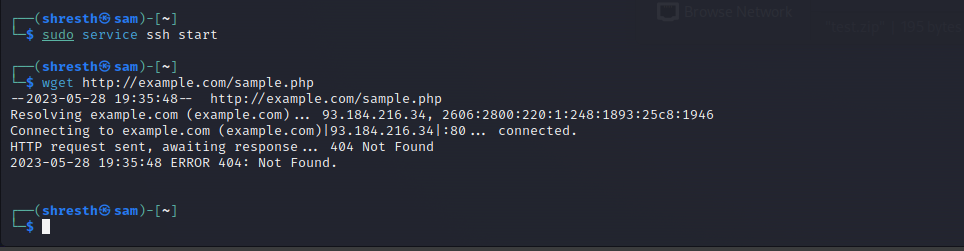 ┌──(shresth㉿sam)-[~]
└─$ sudo service ssh start
┌──(shresth㉿sam)-[~]
└─$ wget http://example.com/sample.php
--2023-05-28 19:35:48--  http://example.com/sample.php
Resolving example.com (example.com)... 93.184.216.34, 2606:2800:220:1:248:1893:25c8:1946
Connecting to example.com (example.com)|93.184.216.34|:80... connected.
HTTP request sent, awaiting response... 404 Not Found
2023-05-28 19:35:48 ERROR 404: Not Found.
┌──(shresth㉿sam)-[~]
└─$
Browse Network
"test.zip" : 185 bytes